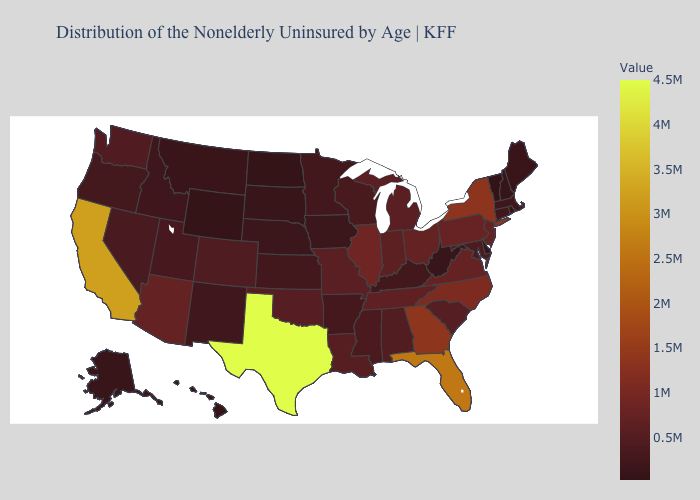 Distribution of the Nonelderly Uninsured by Age | KFF
Value
4.5M
4M
3.5M
3M
2.5M
2M
1.5M
1M
0.5M